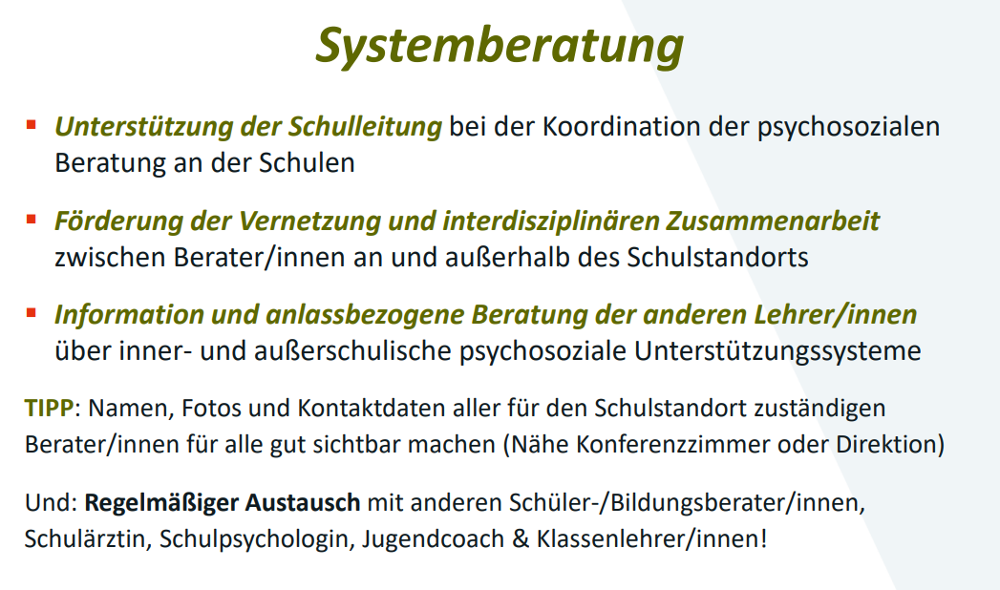 Systemberatung
Unterstützung der Schulleitung bei der Koordination der psychosozialen
Beratung an der Schulen
Förderung der Vernetzung und interdisziplinären Zusammenarbeit
zwischen Berater/innen an und außerhalb des Schulstandorts
Information und anlassbezogene Beratung der anderen Lehrer/innen
über inner- und außerschulische psychosoziale Unterstützungssysteme
TIPP: Namen, Fotos und Kontaktdaten aller für den Schulstandort zuständigen
Berater/innen für alle gut sichtbar machen (Nähe Konferenzzimmer oder Direktion)
Und: Regelmäßiger Austausch mit anderen Schüler-/Bildungsberater/innen,
Schulärztin, Schulpsychologin, Jugendcoach & Klassenlehrer/innen!